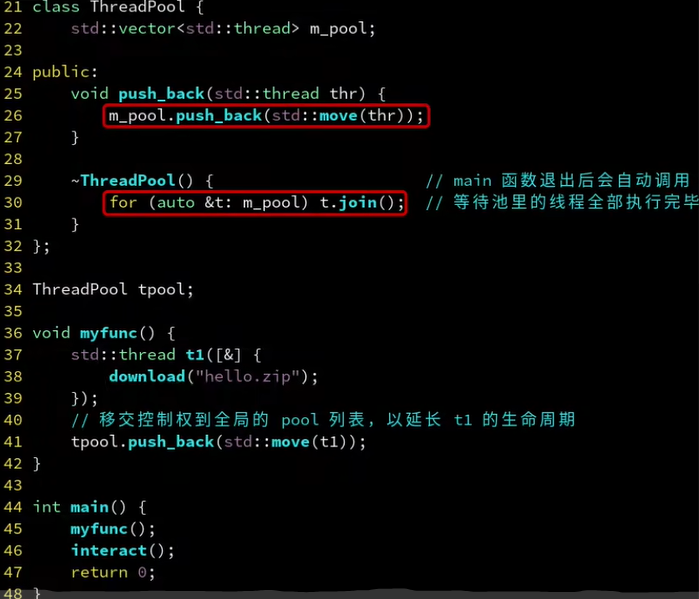 21 class ThreadPool {
22     std::vector<std::thread> m_pool;
23
24 public:
25     void push_back(std::thread thr) {
26         m_pool.push_back(std::move(thr));
27     }
28
29     ~ThreadPool() {                      // main 函数退出后会自动调用
30         for (auto &t: m_pool) t.join();  // 等待池里的线程全部执行完毕
31     }
32 };
33
34 ThreadPool tpool;
35
36 void myfunc() {
37     std::thread t1([&] {
38         download("hello.zip");
39     });
40     // 移交控制权到全局的 pool 列表，以延长 t1 的生命周期
41     tpool.push_back(std::move(t1));
42 }
43
44 int main() {
45     myfunc();
46     interact();
47     return 0;
48 }